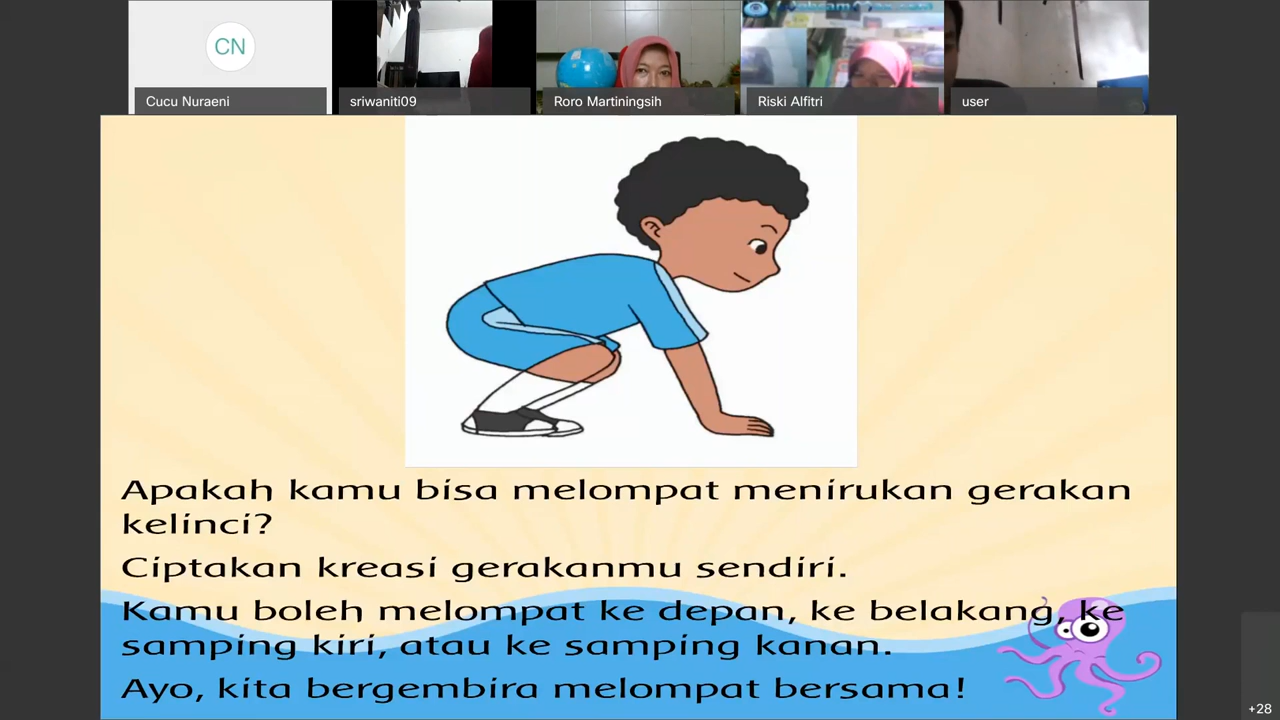 CN
Cucu Nuraeni
sriwaniti09
Roro Martiningsih
Riski Alfitri
user
Apakah kamu bisa melompat menirukan gerakan
kelinci?
Ciptakan kreasi gerakanmu sendiri.
Kamu boleh melompat ke depan, ke belakang, ke
samping kiri, atau ke samping kanan.
Ayo, kita bergembira melompat bersama!
+28